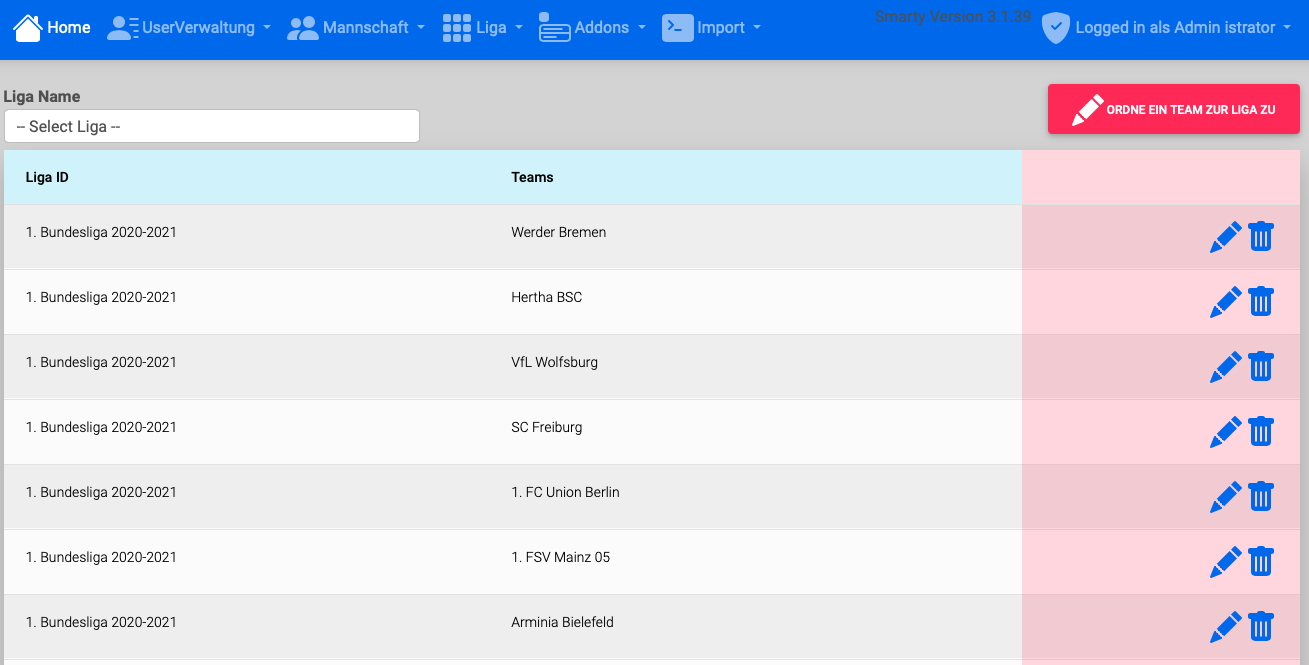 Home UserVerwaltung Mannschaft Liga Addons Import Smarty Version 3.1.39 Logged in als Admin istrator
Liga Name
-- Select Liga --
ORDNE EIN TEAM ZUR LIGA ZU
Liga ID Teams
1. Bundesliga 2020-2021 Werder Bremen
1. Bundesliga 2020-2021 Hertha BSC
1. Bundesliga 2020-2021 VfL Wolfsburg
1. Bundesliga 2020-2021 SC Freiburg
1. Bundesliga 2020-2021 1. FC Union Berlin
1. Bundesliga 2020-2021 1. FSV Mainz 05
1. Bundesliga 2020-2021 Arminia Bielefeld